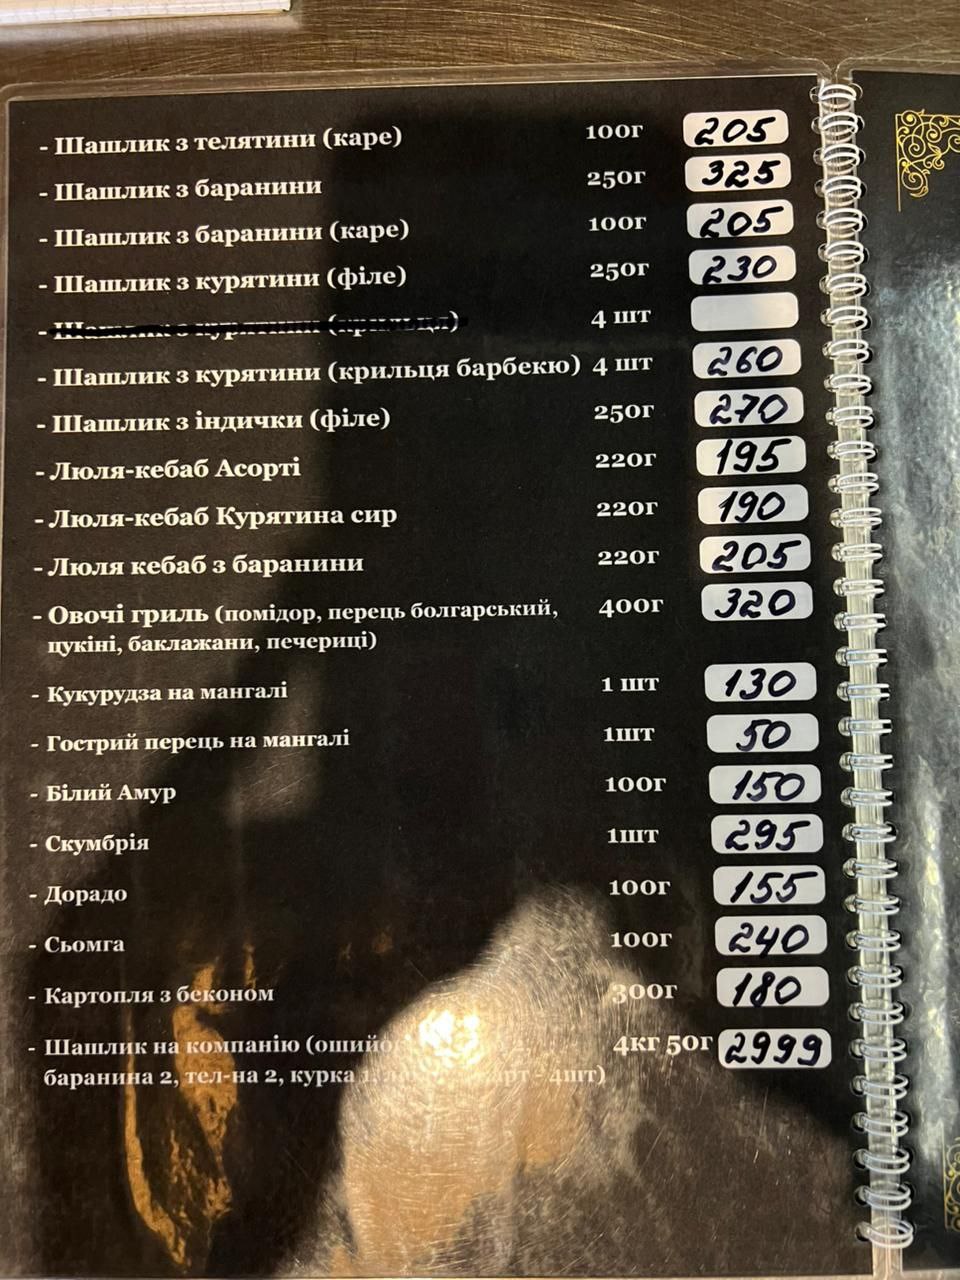 - Шашлик з телятини (каре) 100г 205
- Шашлик з баранини 250г 325
- Шашлик з баранини (каре) 100г 205
- Шашлик з курятини (філе) 250г 230
- Шашлик з курятини (крильця) 4 шт
- Шашлик з курятини (крильця барбекю) 4 шт 260
- Шашлик з індички (філе) 250г 270
- Люля-кебаб Асорті 220г 195
- Люля-кебаб Курятина сир 220г 190
- Люля кебаб з баранини 220г 205
- Овочі гриль (помідор, перець болгарський, 400г 320
цукіні, баклажани, печериці)
- Кукурудза на мангалі 1 шт 130
- Гострий перець на мангалі 1шт 50
- Білий Амур 100г 150
- Скумбрія 1шт 295
- Дорадо 100г 155
- Сьомга 100г 240
- Картопля з беконом 300г 180
- Шашлик на компанію 4кг 50г 2999
баранина 2, тел-на 2, курка 4шт)